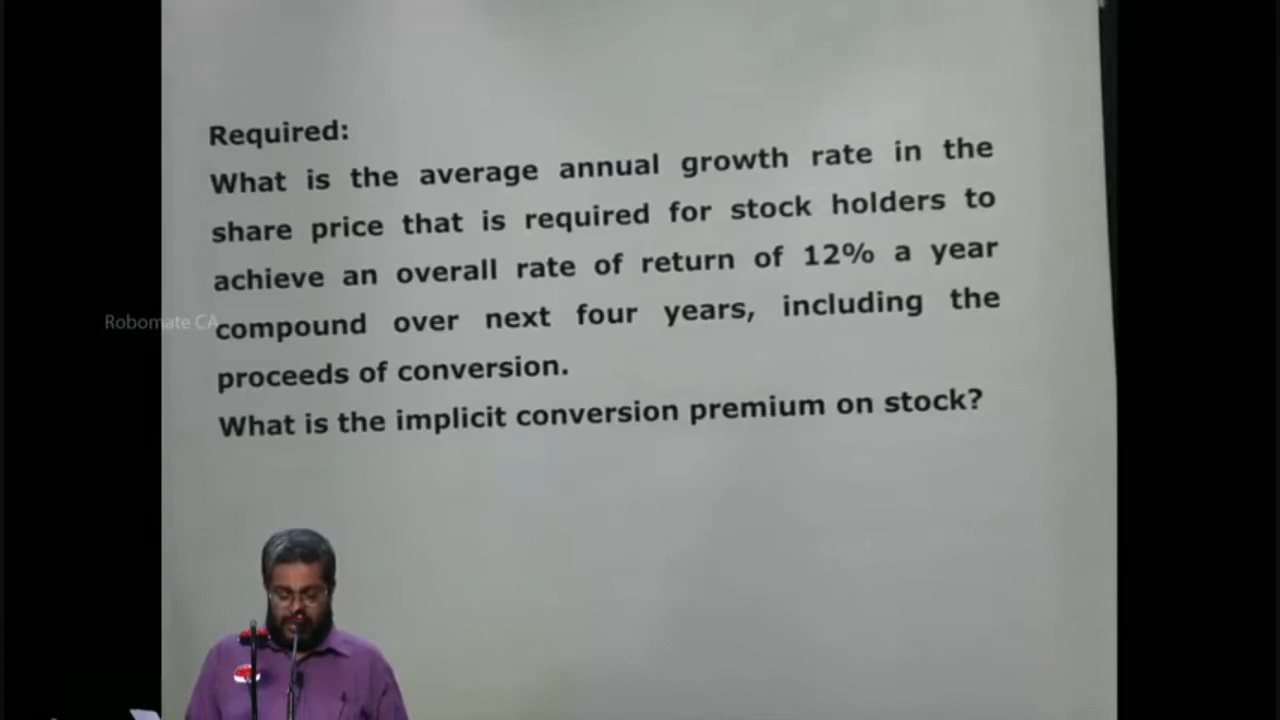 Required:
What is the average annual growth rate in the
share price that is required for stock holders to
achieve an overall rate of return of 12% a year
compound over next four years, including the
proceeds of conversion.
What is the implicit conversion premium on stock?
Robomate CA